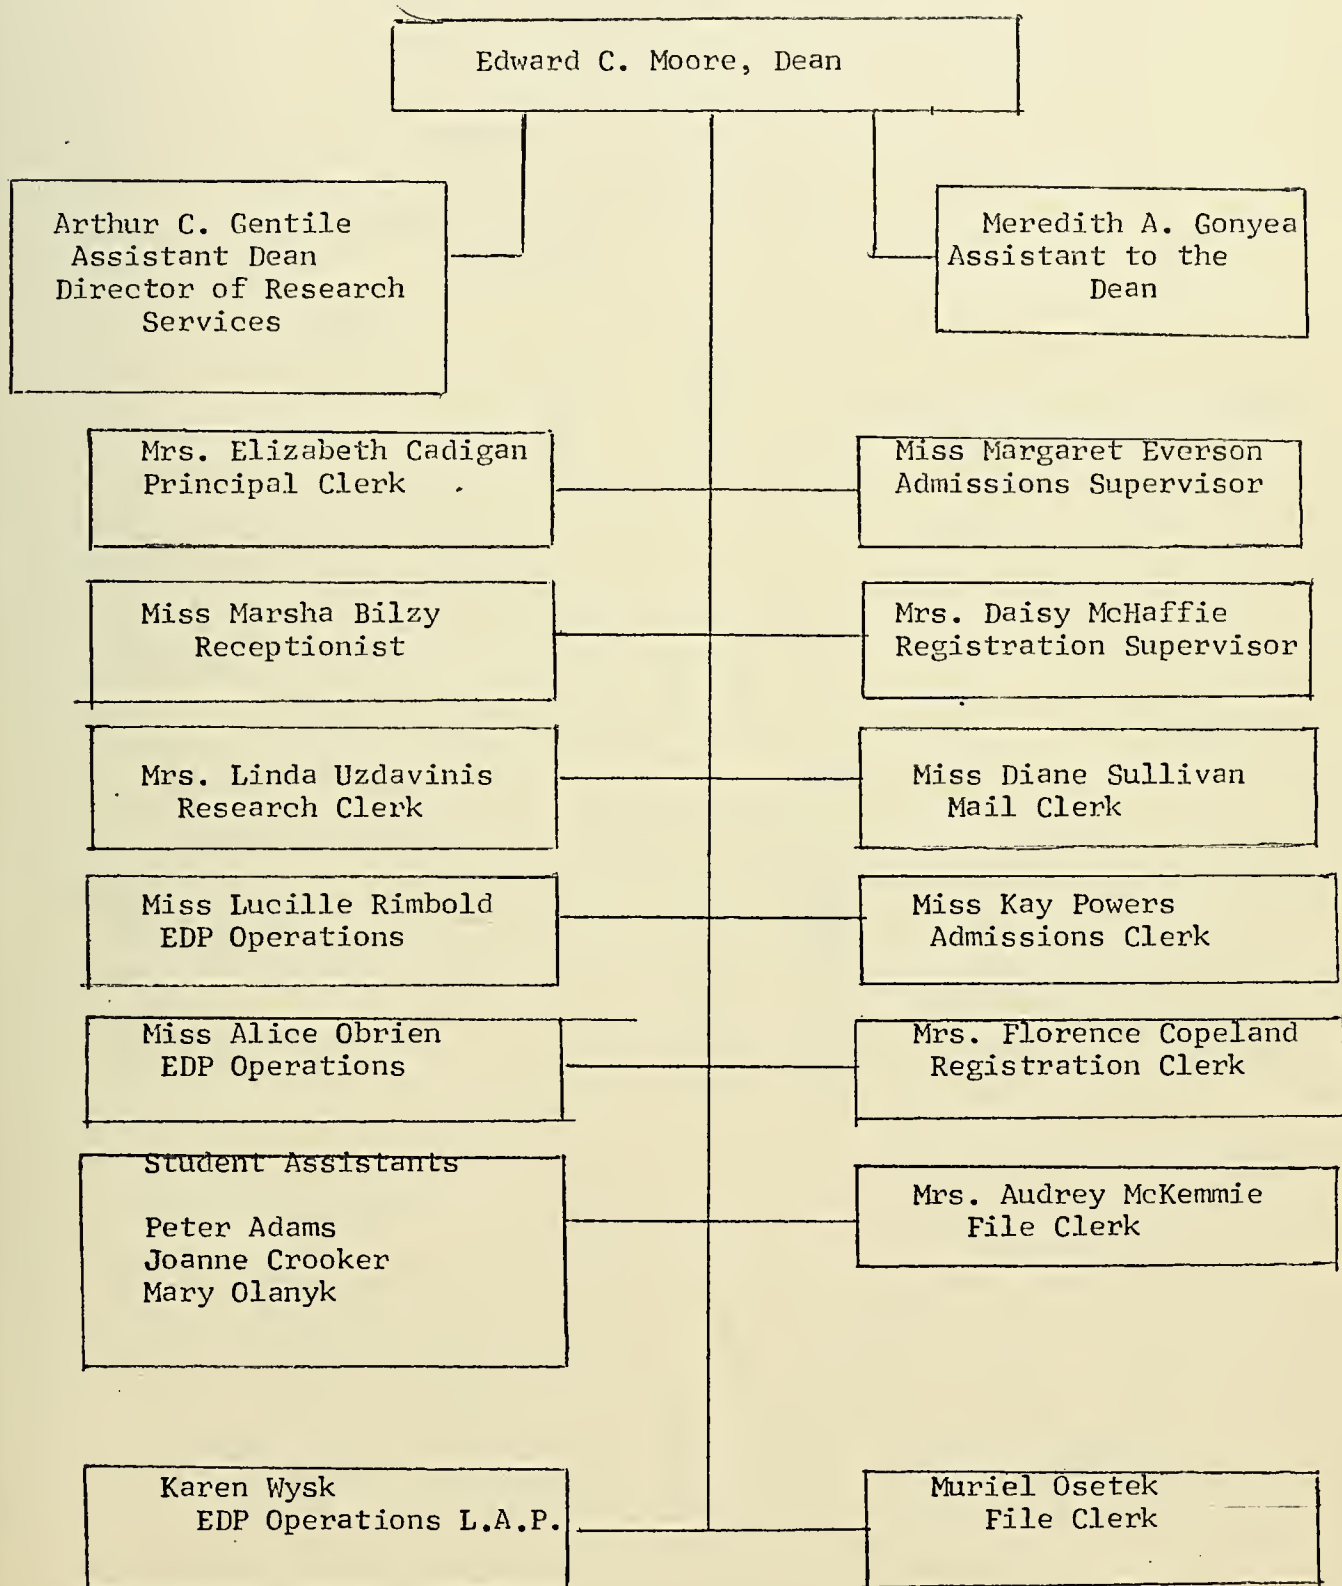 Edward C. Moore, Dean
Arthur C. Gentile
Assistant Dean
Director of Research
Services
Meredith A. Gonyea
Assistant to the
Dean
Mrs. Elizabeth Cadigan
Principal Clerk
Miss Margaret Everson
Admissions Supervisor
Miss Marsha Bilzy
Receptionist
Mrs. Daisy McHaffie
Registration Supervisor
Mrs. Linda Uzdavinis
Research Clerk
Miss Diane Sullivan
Mail Clerk
Miss Lucille Rimbold
EDP Operations
Miss Kay Powers
Admissions Clerk
Miss Alice Obrien
EDP Operations
Mrs. Florence Copeland
Registration Clerk
Student Assistants
Peter Adams
Joanne Crooker
Mary Olanyk
Mrs. Audrey McKemmie
File Clerk
Karen Wysk
EDP Operations L.A.P.
Muriel Osetek
File Clerk